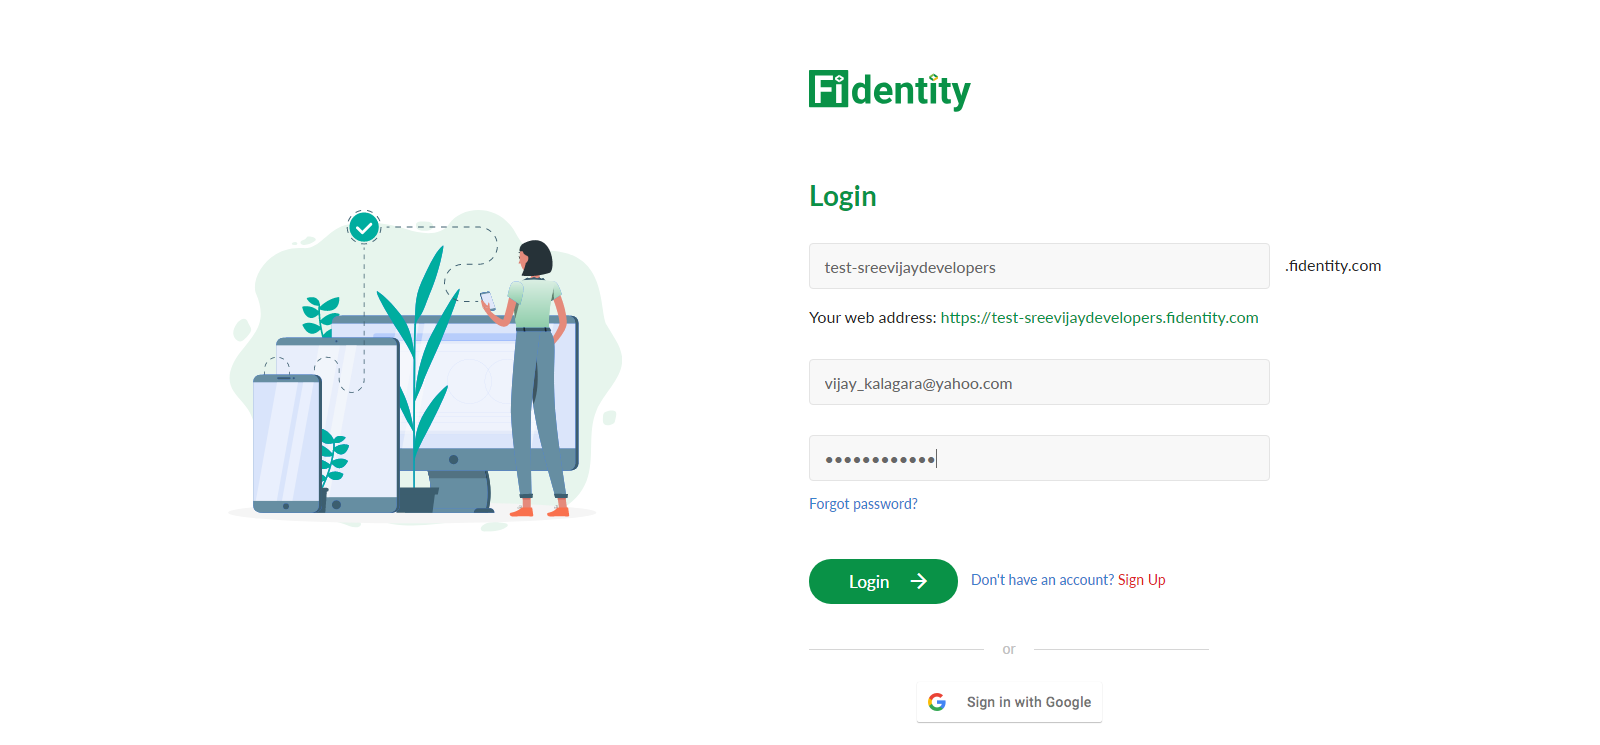 Fidentity
Login
test-sreevijaydevelopers
.fidentity.com
Your web address: https://test-sreevijaydevelopers.fidentity.com
vijay_kalagara@yahoo.com
••••••••••••
Forgot password?
Login →
Don't have an account? Sign Up
or
Sign in with Google